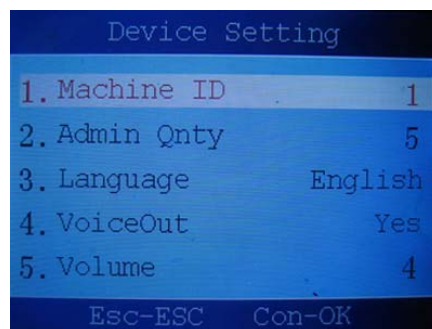 Device Setting
1. Machine ID 1
2. Admin Qnty 5
3. Language English
4. VoiceOut Yes
5. Volume 4
Esc-ESC Con-OK